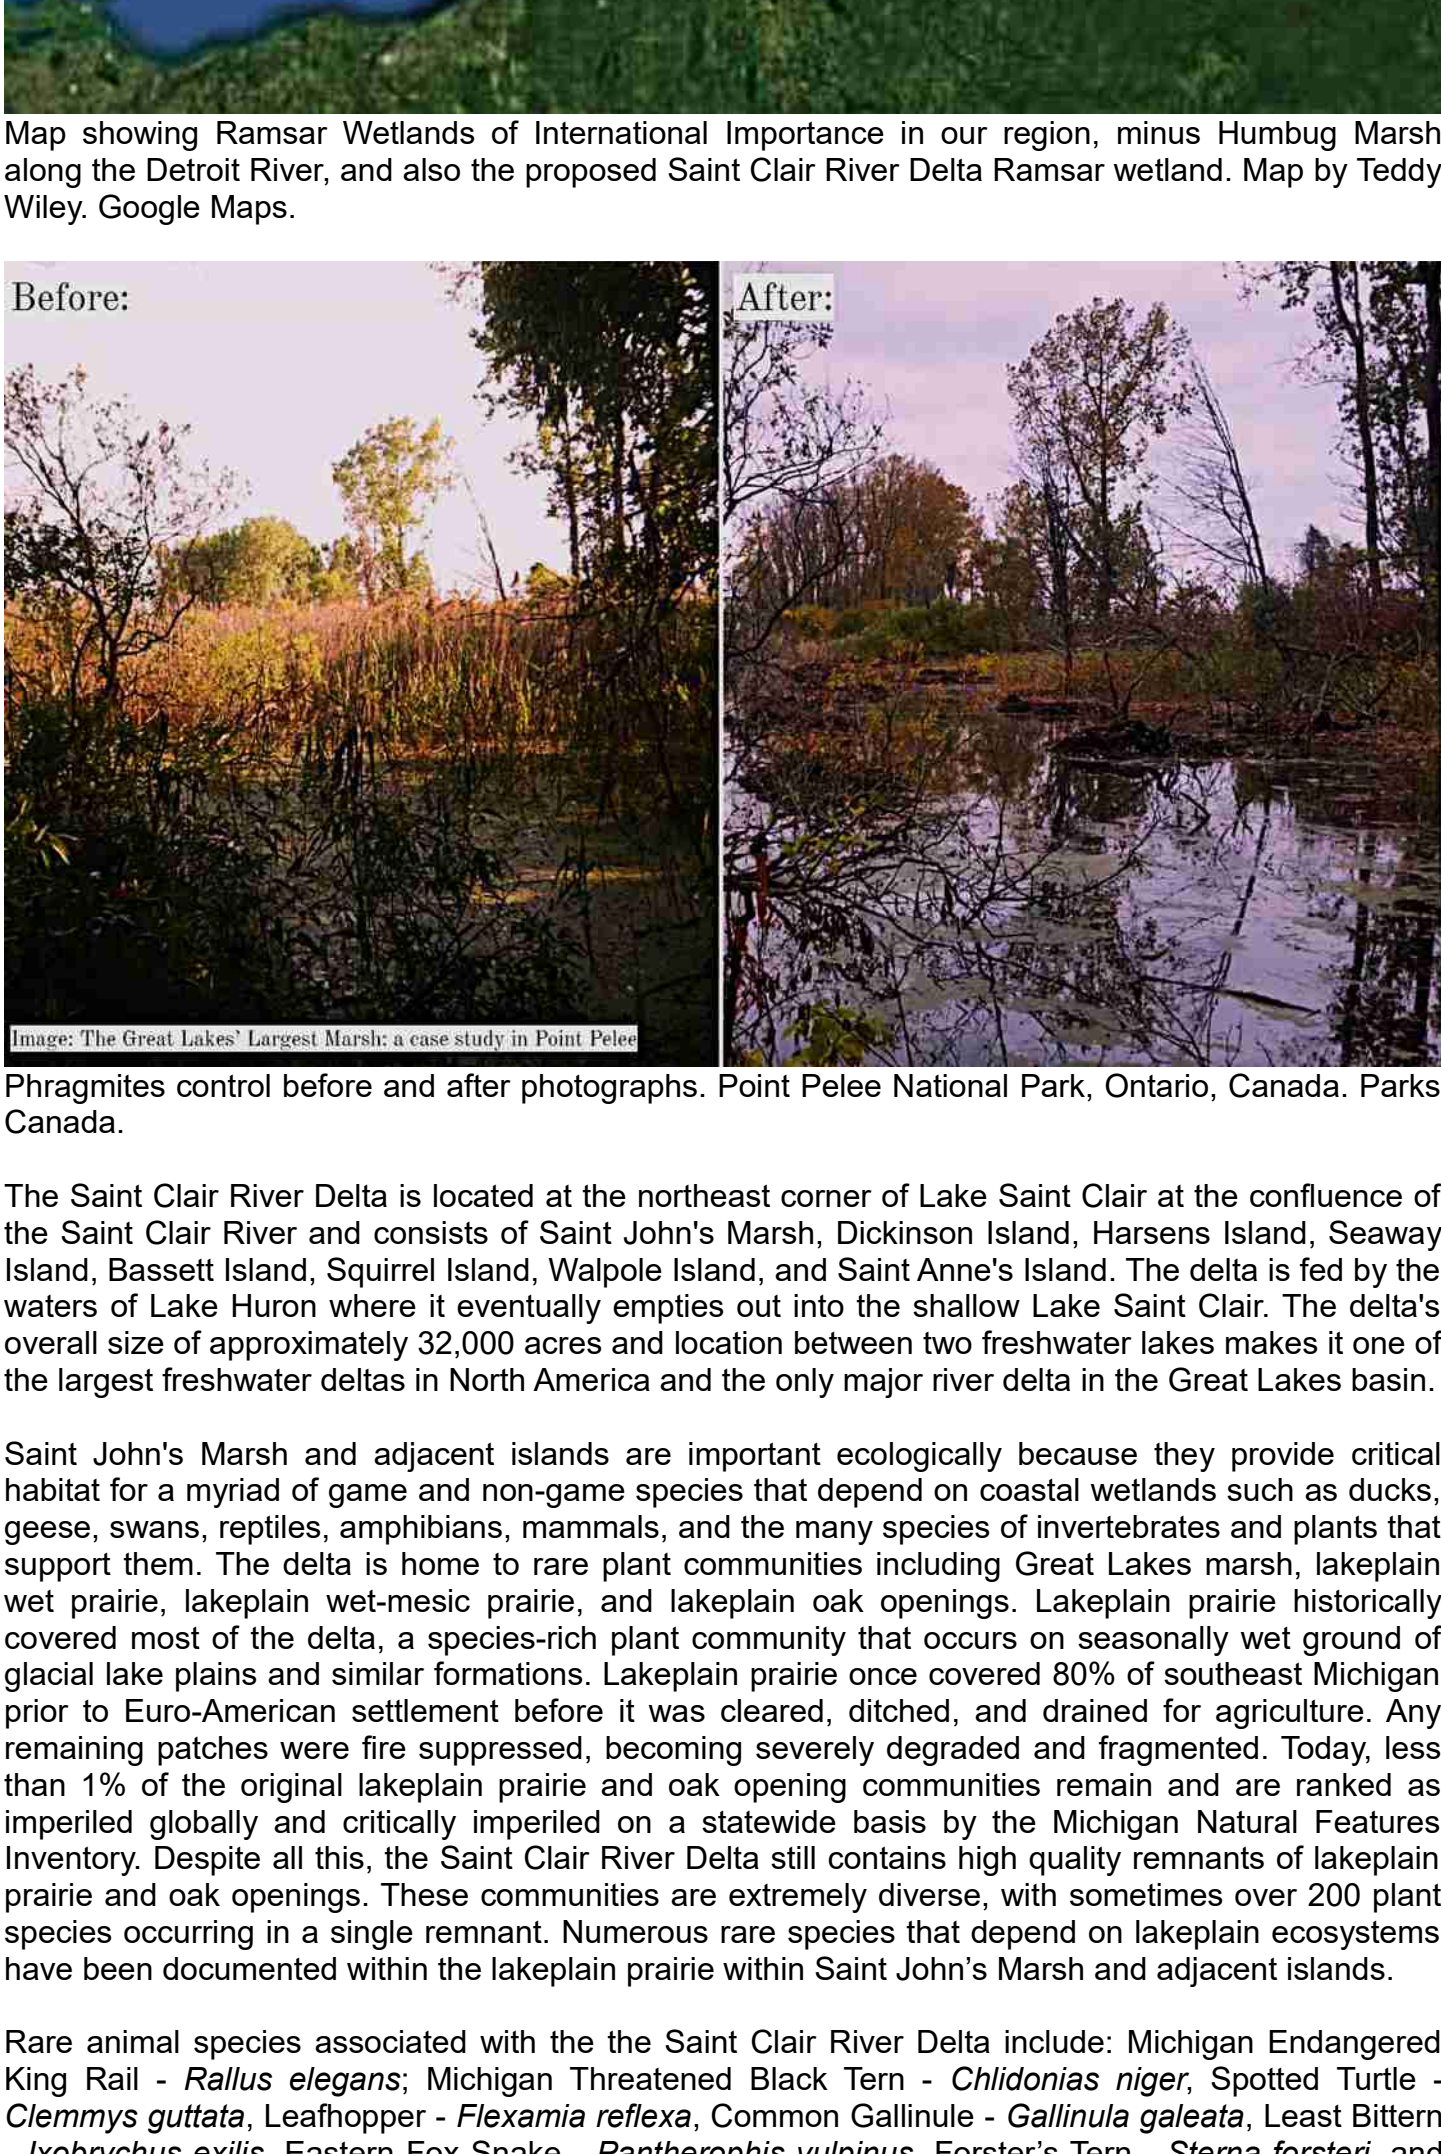 Map showing Ramsar Wetlands of International Importance in our region, minus Humbug Marsh
along the Detroit River, and also the proposed Saint Clair River Delta Ramsar wetland. Map by Teddy
Wiley. Google Maps.
Before:
After:
Image: The Great Lakes' Largest Marsh: a case study in Point Pelee
Phragmites control before and after photographs. Point Pelee National Park, Ontario, Canada. Parks
Canada.
The Saint Clair River Delta is located at the northeast corner of Lake Saint Clair at the confluence of
the Saint Clair River and consists of Saint John's Marsh, Dickinson Island, Harsens Island, Seaway
Island, Bassett Island, Squirrel Island, Walpole Island, and Saint Anne's Island. The delta is fed by the
waters of Lake Huron where it eventually empties out into the shallow Lake Saint Clair. The delta's
overall size of approximately 32,000 acres and location between two freshwater lakes makes it one of
the largest freshwater deltas in North America and the only major river delta in the Great Lakes basin.
Saint John's Marsh and adjacent islands are important ecologically because they provide critical
habitat for a myriad of game and non-game species that depend on coastal wetlands such as ducks,
geese, swans, reptiles, amphibians, mammals, and the many species of invertebrates and plants that
support them. The delta is home to rare plant communities including Great Lakes marsh, lakeplain
wet prairie, lakeplain wet-mesic prairie, and lakeplain oak openings. Lakeplain prairie historically
covered most of the delta, a species-rich plant community that occurs on seasonally wet ground of
glacial lake plains and similar formations. Lakeplain prairie once covered 80% of southeast Michigan
prior to Euro-American settlement before it was cleared, ditched, and drained for agriculture. Any
remaining patches were fire suppressed, becoming severely degraded and fragmented. Today, less
than 1% of the original lakeplain prairie and oak opening communities remain and are ranked as
imperiled globally and critically imperiled on a statewide basis by the Michigan Natural Features
Inventory. Despite all this, the Saint Clair River Delta still contains high quality remnants of lakeplain
prairie and oak openings. These communities are extremely diverse, with sometimes over 200 plant
species occurring in a single remnant. Numerous rare species that depend on lakeplain ecosystems
have been documented within the lakeplain prairie within Saint John’s Marsh and adjacent islands.
Rare animal species associated with the the Saint Clair River Delta include: Michigan Endangered
King Rail - Rallus elegans; Michigan Threatened Black Tern - Chlidonias niger, Spotted Turtle -
Clemmys guttata, Leafhopper - Flexamia reflexa, Common Gallinule - Gallinula galeata, Least Bittern
- Ixobrychus exilis, Eastern Fox Snake - Pantherophis vulpinus, Forster’s Tern - Sterna forsteri, and